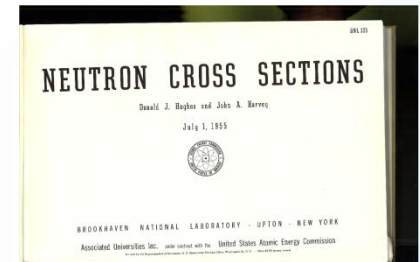 BNL 325
NEUTRON CROSS SECTIONS
Donald J. Hughes and John A. Harvey
July 1, 1955
BROOKHAVEN NATIONAL LABORATORY · UPTON · NEW YORK
Associated Universities Inc. under contract with the United States Atomic Energy Commission